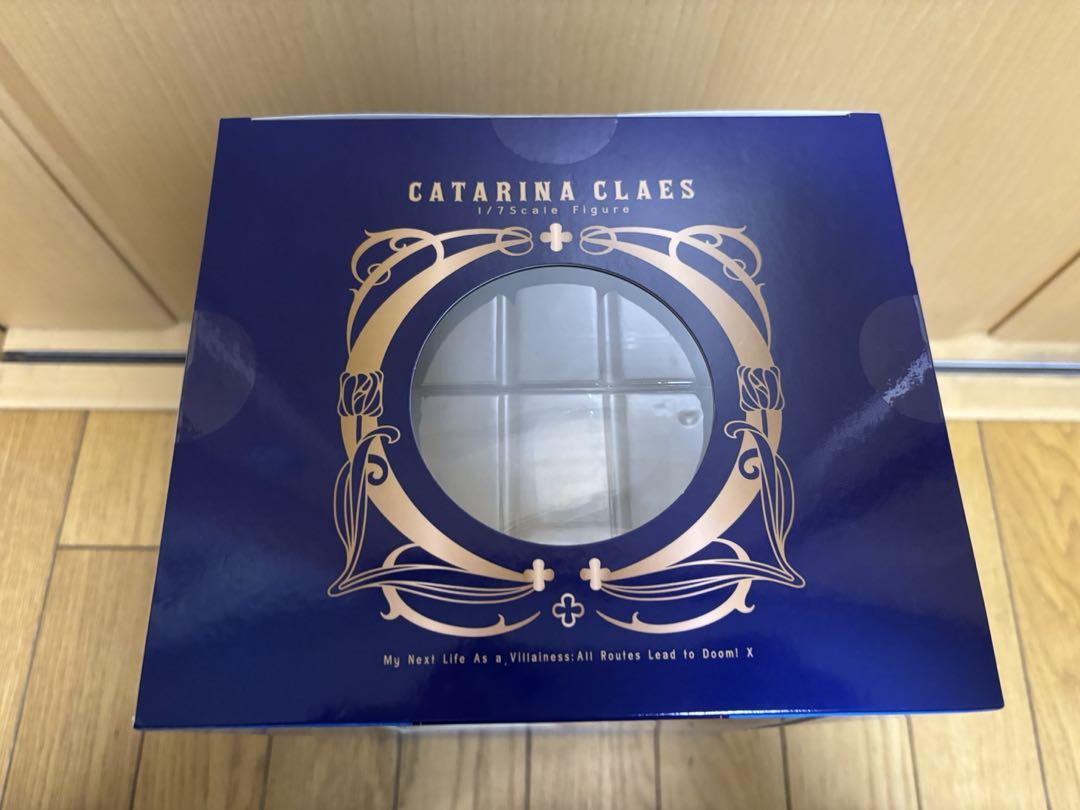 CATARINA CLAES
1/7Scale Figure
My Next Life As a Villainess:All Routes Lead to Doom! X